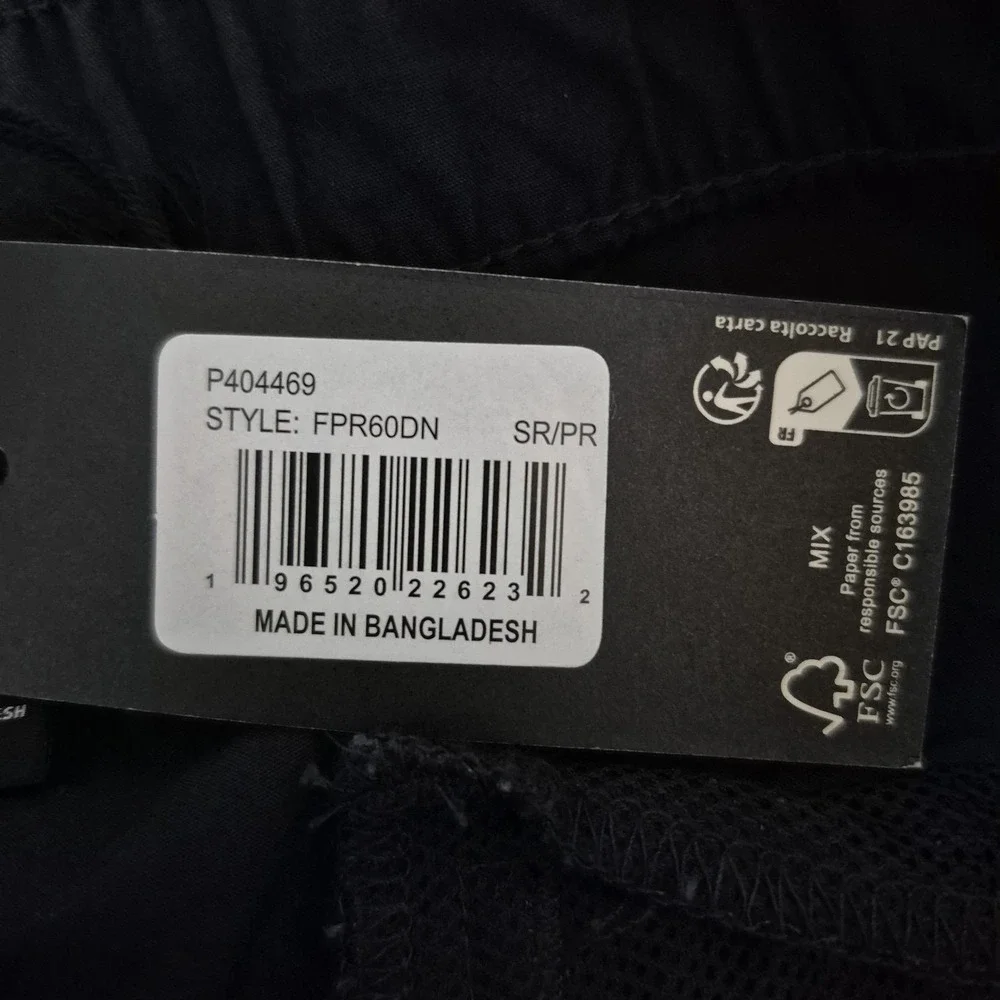 P404469
STYLE: FPR60DN SR/PR
1 96520 22623 2
MADE IN BANGLADESH
PAP 21 Raccolta carta
FR
MIX
Paper from
responsible sources
FSC® C163985
®
FSC
www.fsc.org
ESH